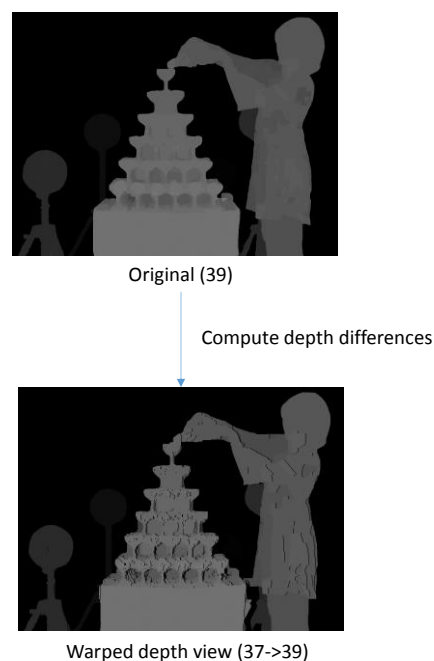 Original (39)
Compute depth differences
Warped depth view (37->39)